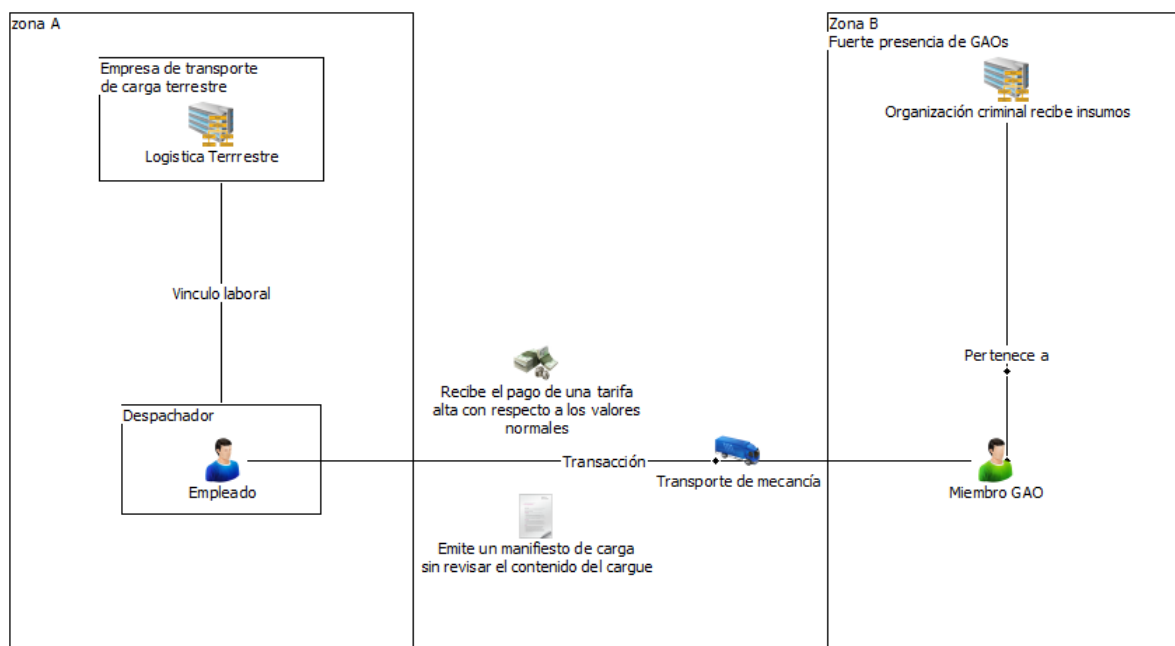 zona A
Empresa de transporte
de carga terrestre
Logistica Terrrestre
Vinculo laboral
Despachador
Empleado
Recibe el pago de una tarifa
alta con respecto a los valores
normales
Transacción
Transporte de mecancía
Emite un manifiesto de carga
sin revisar el contenido del cargue
Zona B
Fuerte presencia de GAOs
Organización criminal recibe insumos
Pertenece a
Miembro GAO